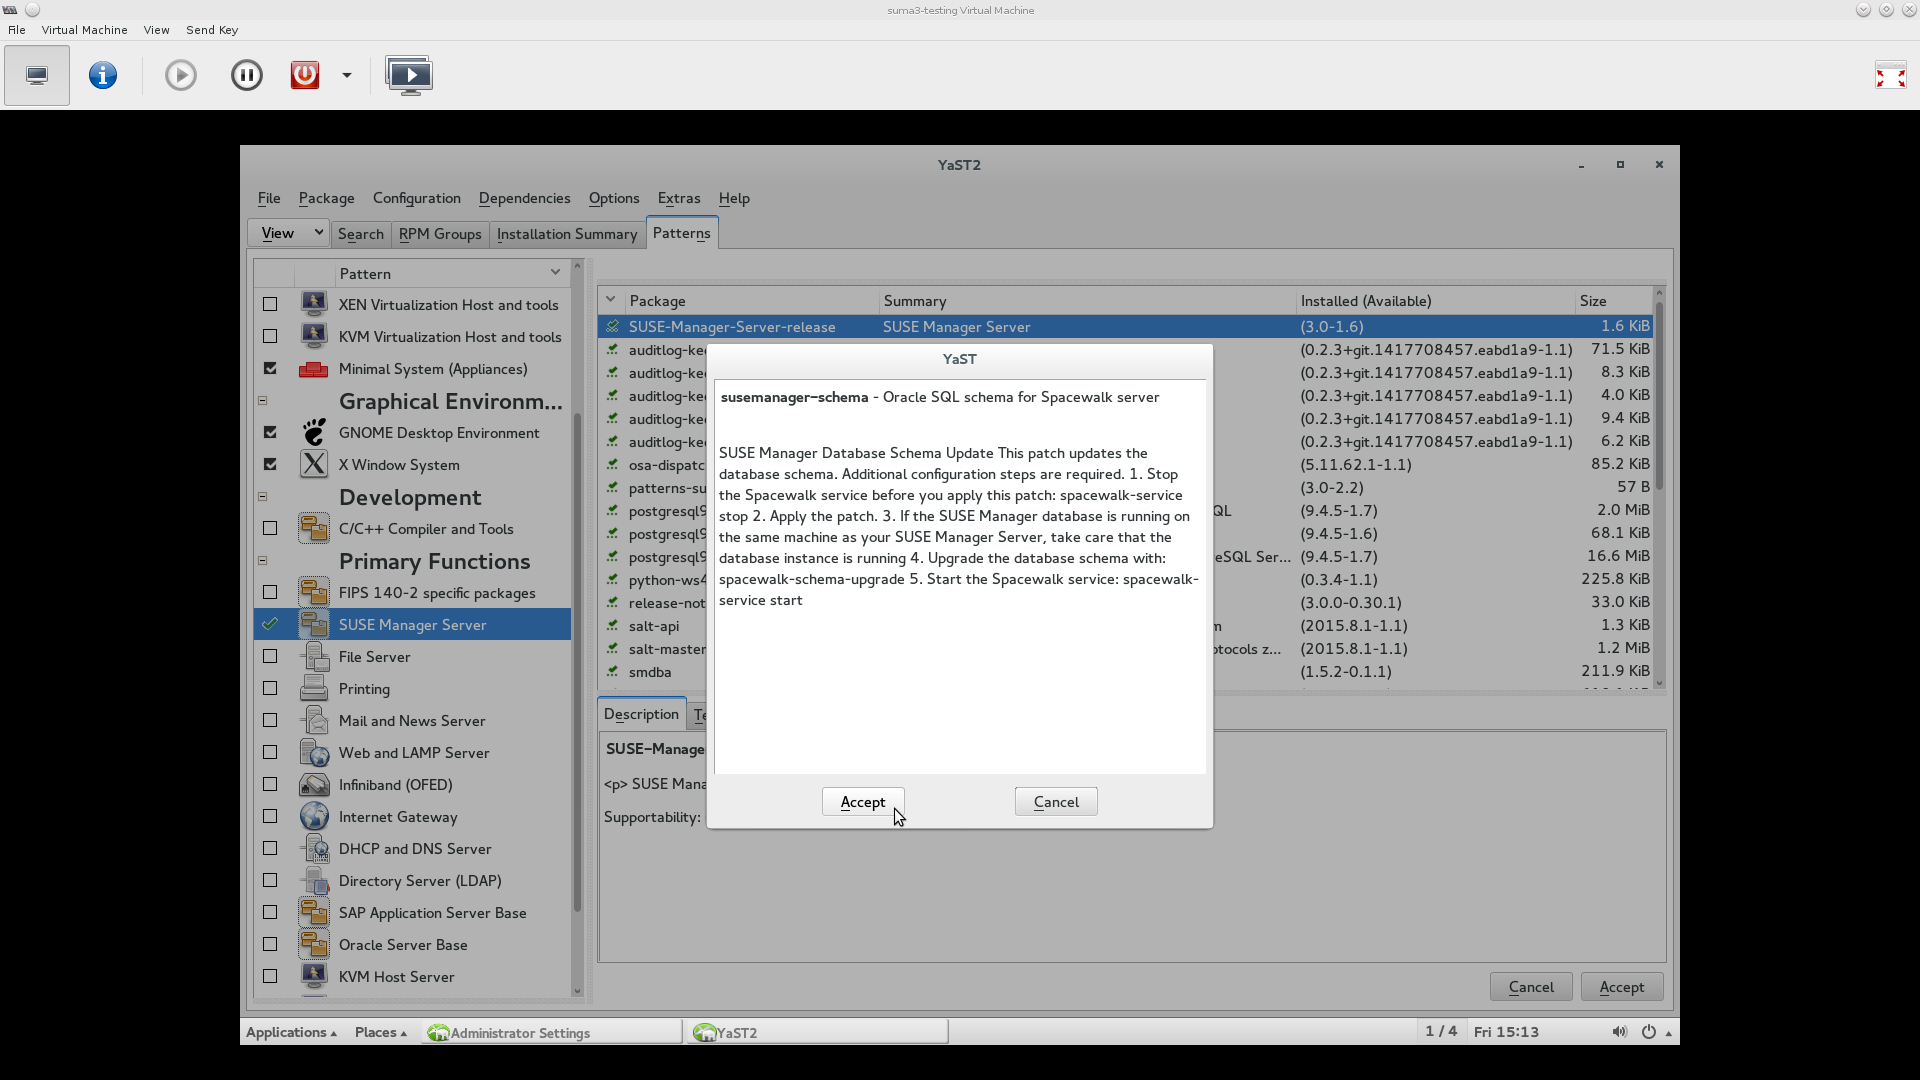 suma3-testing Virtual Machine
File Virtual Machine View Send Key
YaST2
File Package Configuration Dependencies Options Extras Help
View Search RPM Groups Installation Summary Patterns
Pattern
XEN Virtualization Host and tools
KVM Virtualization Host and tools
Minimal System (Appliances)
Graphical Environm...
GNOME Desktop Environment
X Window System
Development
C/C++ Compiler and Tools
Primary Functions
FIPS 140-2 specific packages
SUSE Manager Server
File Server
Printing
Mail and News Server
Web and LAMP Server
Infiniband (OFED)
Internet Gateway
DHCP and DNS Server
Directory Server (LDAP)
SAP Application Server Base
Oracle Server Base
KVM Host Server
Package Summary Installed (Available) Size
SUSE-Manager-Server-release SUSE Manager Server (3.0-1.6) 1.6 KiB
auditlog-kee (0.2.3+git.1417708457.eabd1a9-1.1) 71.5 KiB
auditlog-kee (0.2.3+git.1417708457.eabd1a9-1.1) 8.3 KiB
auditlog-kee (0.2.3+git.1417708457.eabd1a9-1.1) 4.0 KiB
auditlog-kee (0.2.3+git.1417708457.eabd1a9-1.1) 9.4 KiB
auditlog-kee (0.2.3+git.1417708457.eabd1a9-1.1) 6.2 KiB
osa-dispatc (5.11.62.1-1.1) 85.2 KiB
patterns-su (3.0-2.2) 57 B
postgresql9 QL (9.4.5-1.7) 2.0 MiB
postgresql9 (9.4.5-1.6) 68.1 KiB
postgresql9 eSQL Ser... (9.4.5-1.7) 16.6 MiB
python-ws4 (0.3.4-1.1) 225.8 KiB
release-not (3.0.0-0.30.1) 33.0 KiB
salt-api m (2015.8.1-1.1) 1.3 KiB
salt-master otocols z... (2015.8.1-1.1) 1.2 MiB
smdba (1.5.2-0.1.1) 211.9 KiB
YaST
susemanager-schema - Oracle SQL schema for Spacewalk server
SUSE Manager Database Schema Update This patch updates the
database schema. Additional configuration steps are required. 1. Stop
the Spacewalk service before you apply this patch: spacewalk-service
stop 2. Apply the patch. 3. If the SUSE Manager database is running on
the same machine as your SUSE Manager Server, take care that the
database instance is running 4. Upgrade the database schema with:
spacewalk-schema-upgrade 5. Start the Spacewalk service: spacewalk-
service start
Accept Cancel
Description Te
SUSE-Manage
<p> SUSE Mana
Supportability:
Cancel Accept
Applications Places Administrator Settings YaST2 1 / 4 Fri 15:13